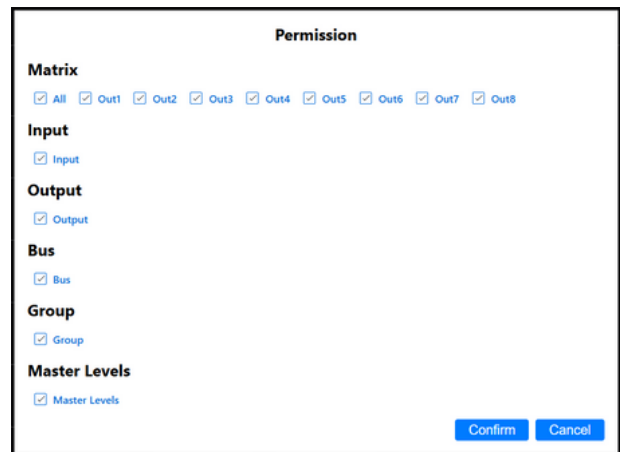 Permission
Matrix
All Out1 Out2 Out3 Out4 Out5 Out6 Out7 Out8
Input
Input
Output
Output
Bus
Bus
Group
Group
Master Levels
Master Levels
Confirm Cancel